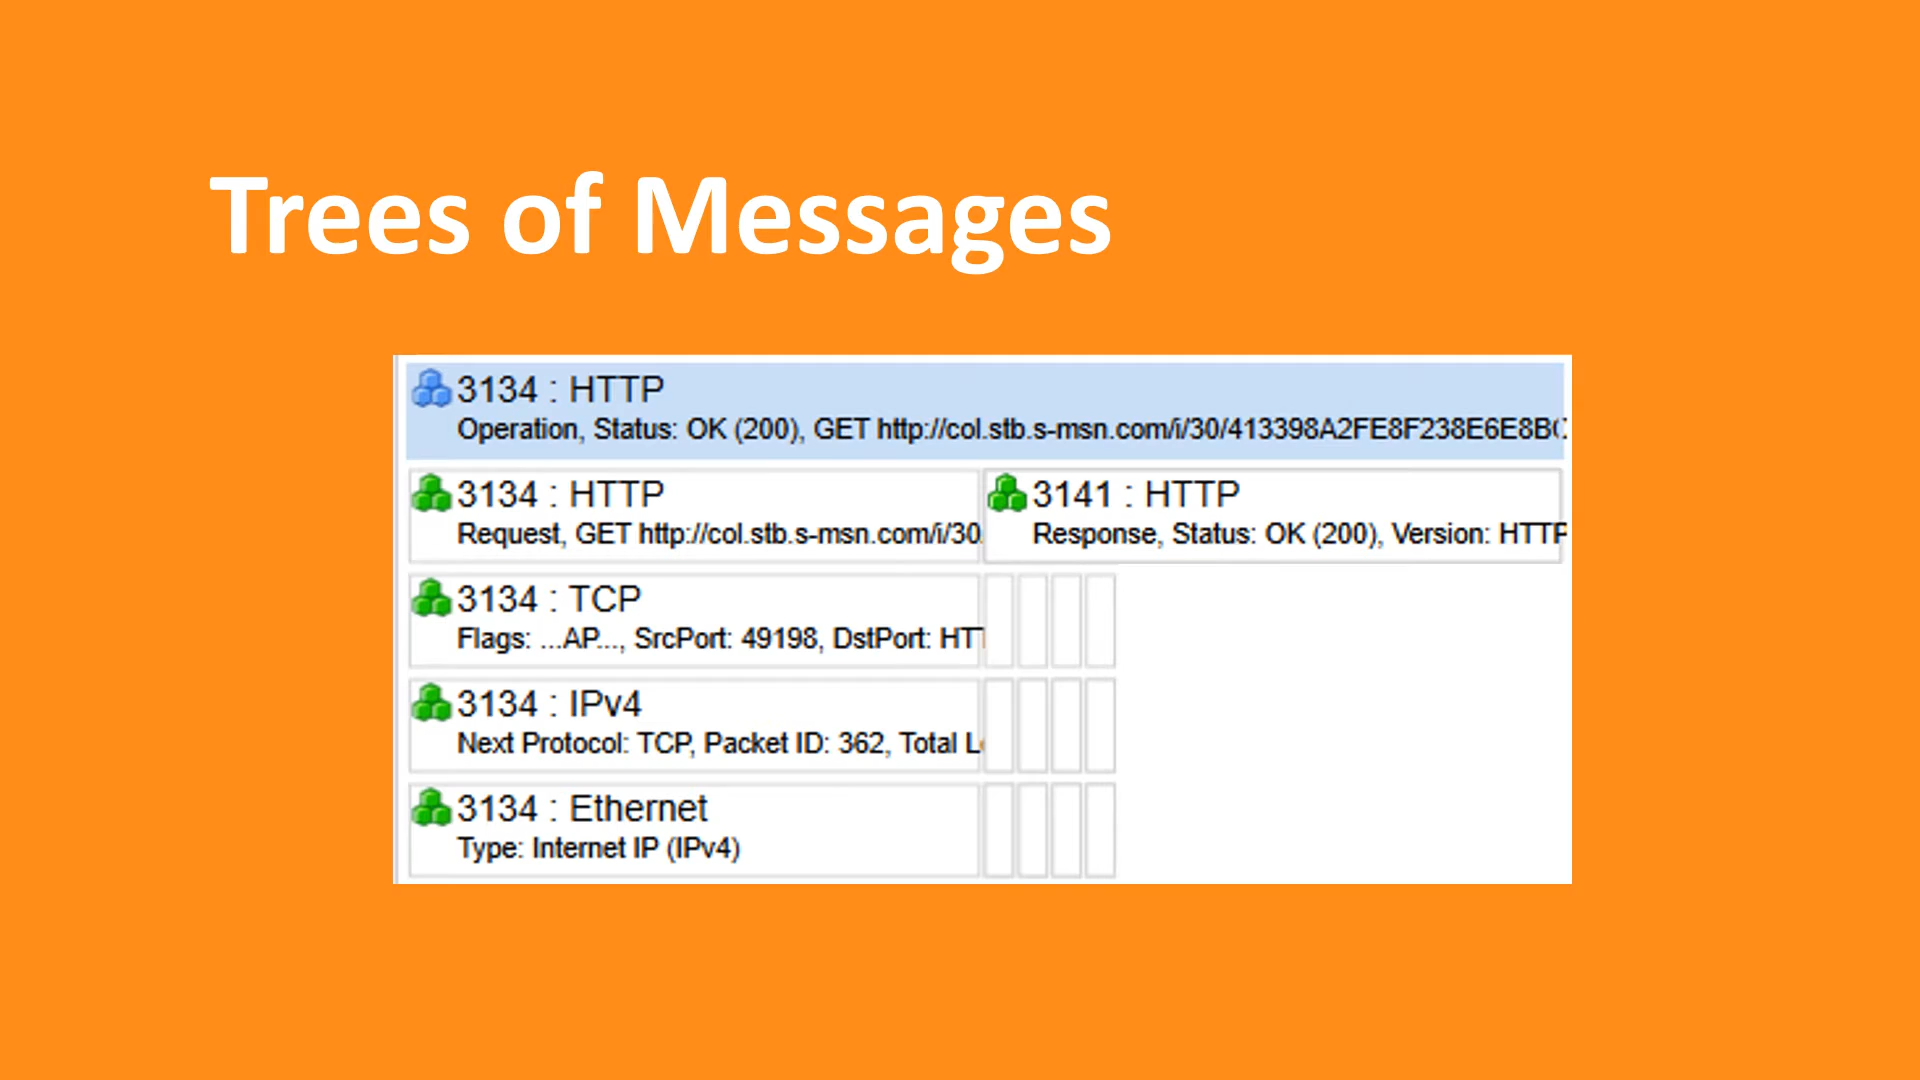 Trees of Messages
3134 : HTTP
Operation, Status: OK (200), GET http://col.stb.s-msn.com/i/30/413398A2FE8F238E6E8B
3134 : HTTP
Request, GET http://col.stb.s-msn.com/i/30
3141 : HTTP
Response, Status: OK (200), Version: HTTP
3134 : TCP
Flags: ...AP..., SrcPort: 49198, DstPort: HT
3134 : IPv4
Next Protocol: TCP, Packet ID: 362, Total L
3134 : Ethernet
Type: Internet IP (IPv4)